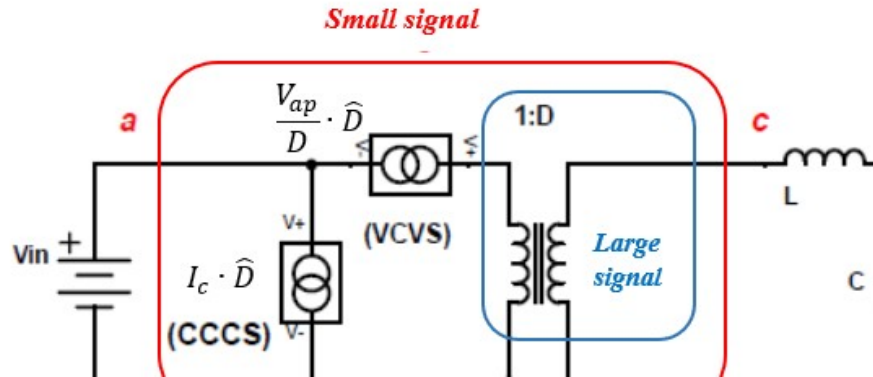 Small signal
a
V_ap/D · D̂
V-
V+
1:D
c
Vin
+
V+
I_c · D̂
(CCCS)
V-
(VCVS)
Large
signal
L
C